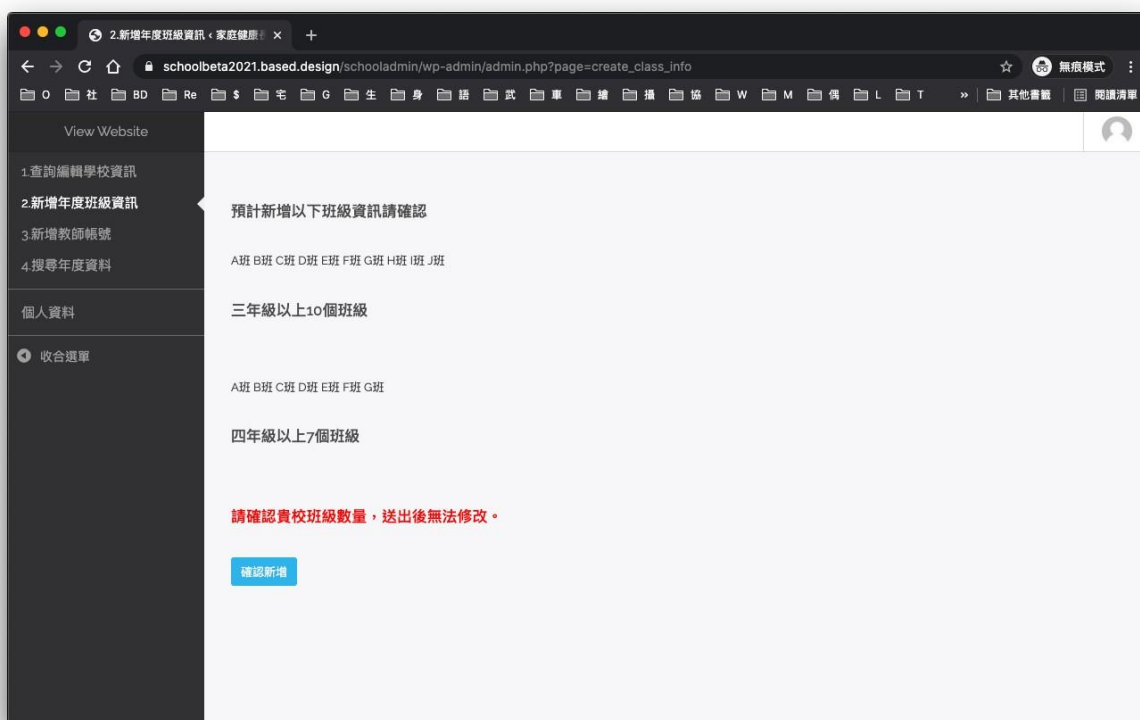 2.新增年度班級資訊 ‹ 家庭健康
schoolbeta2021.based.design/schooladmin/wp-admin/admin.php?page=create_class_info
無痕模式
O 社 BD Re $ 宅 G 生 身 語 武 車 繪 攝 協 W M 偶 L T » 其他書籤 閱讀清單
View Website
1.查詢編輯學校資訊
2.新增年度班級資訊
3.新增教師帳號
4.搜尋年度資料
個人資料
收合選單
預計新增以下班級資訊請確認
A班 B班 C班 D班 E班 F班 G班 H班 I班 J班
三年級以上10個班級
A班 B班 C班 D班 E班 F班 G班
四年級以上7個班級
請確認貴校班級數量，送出後無法修改。
確認新增